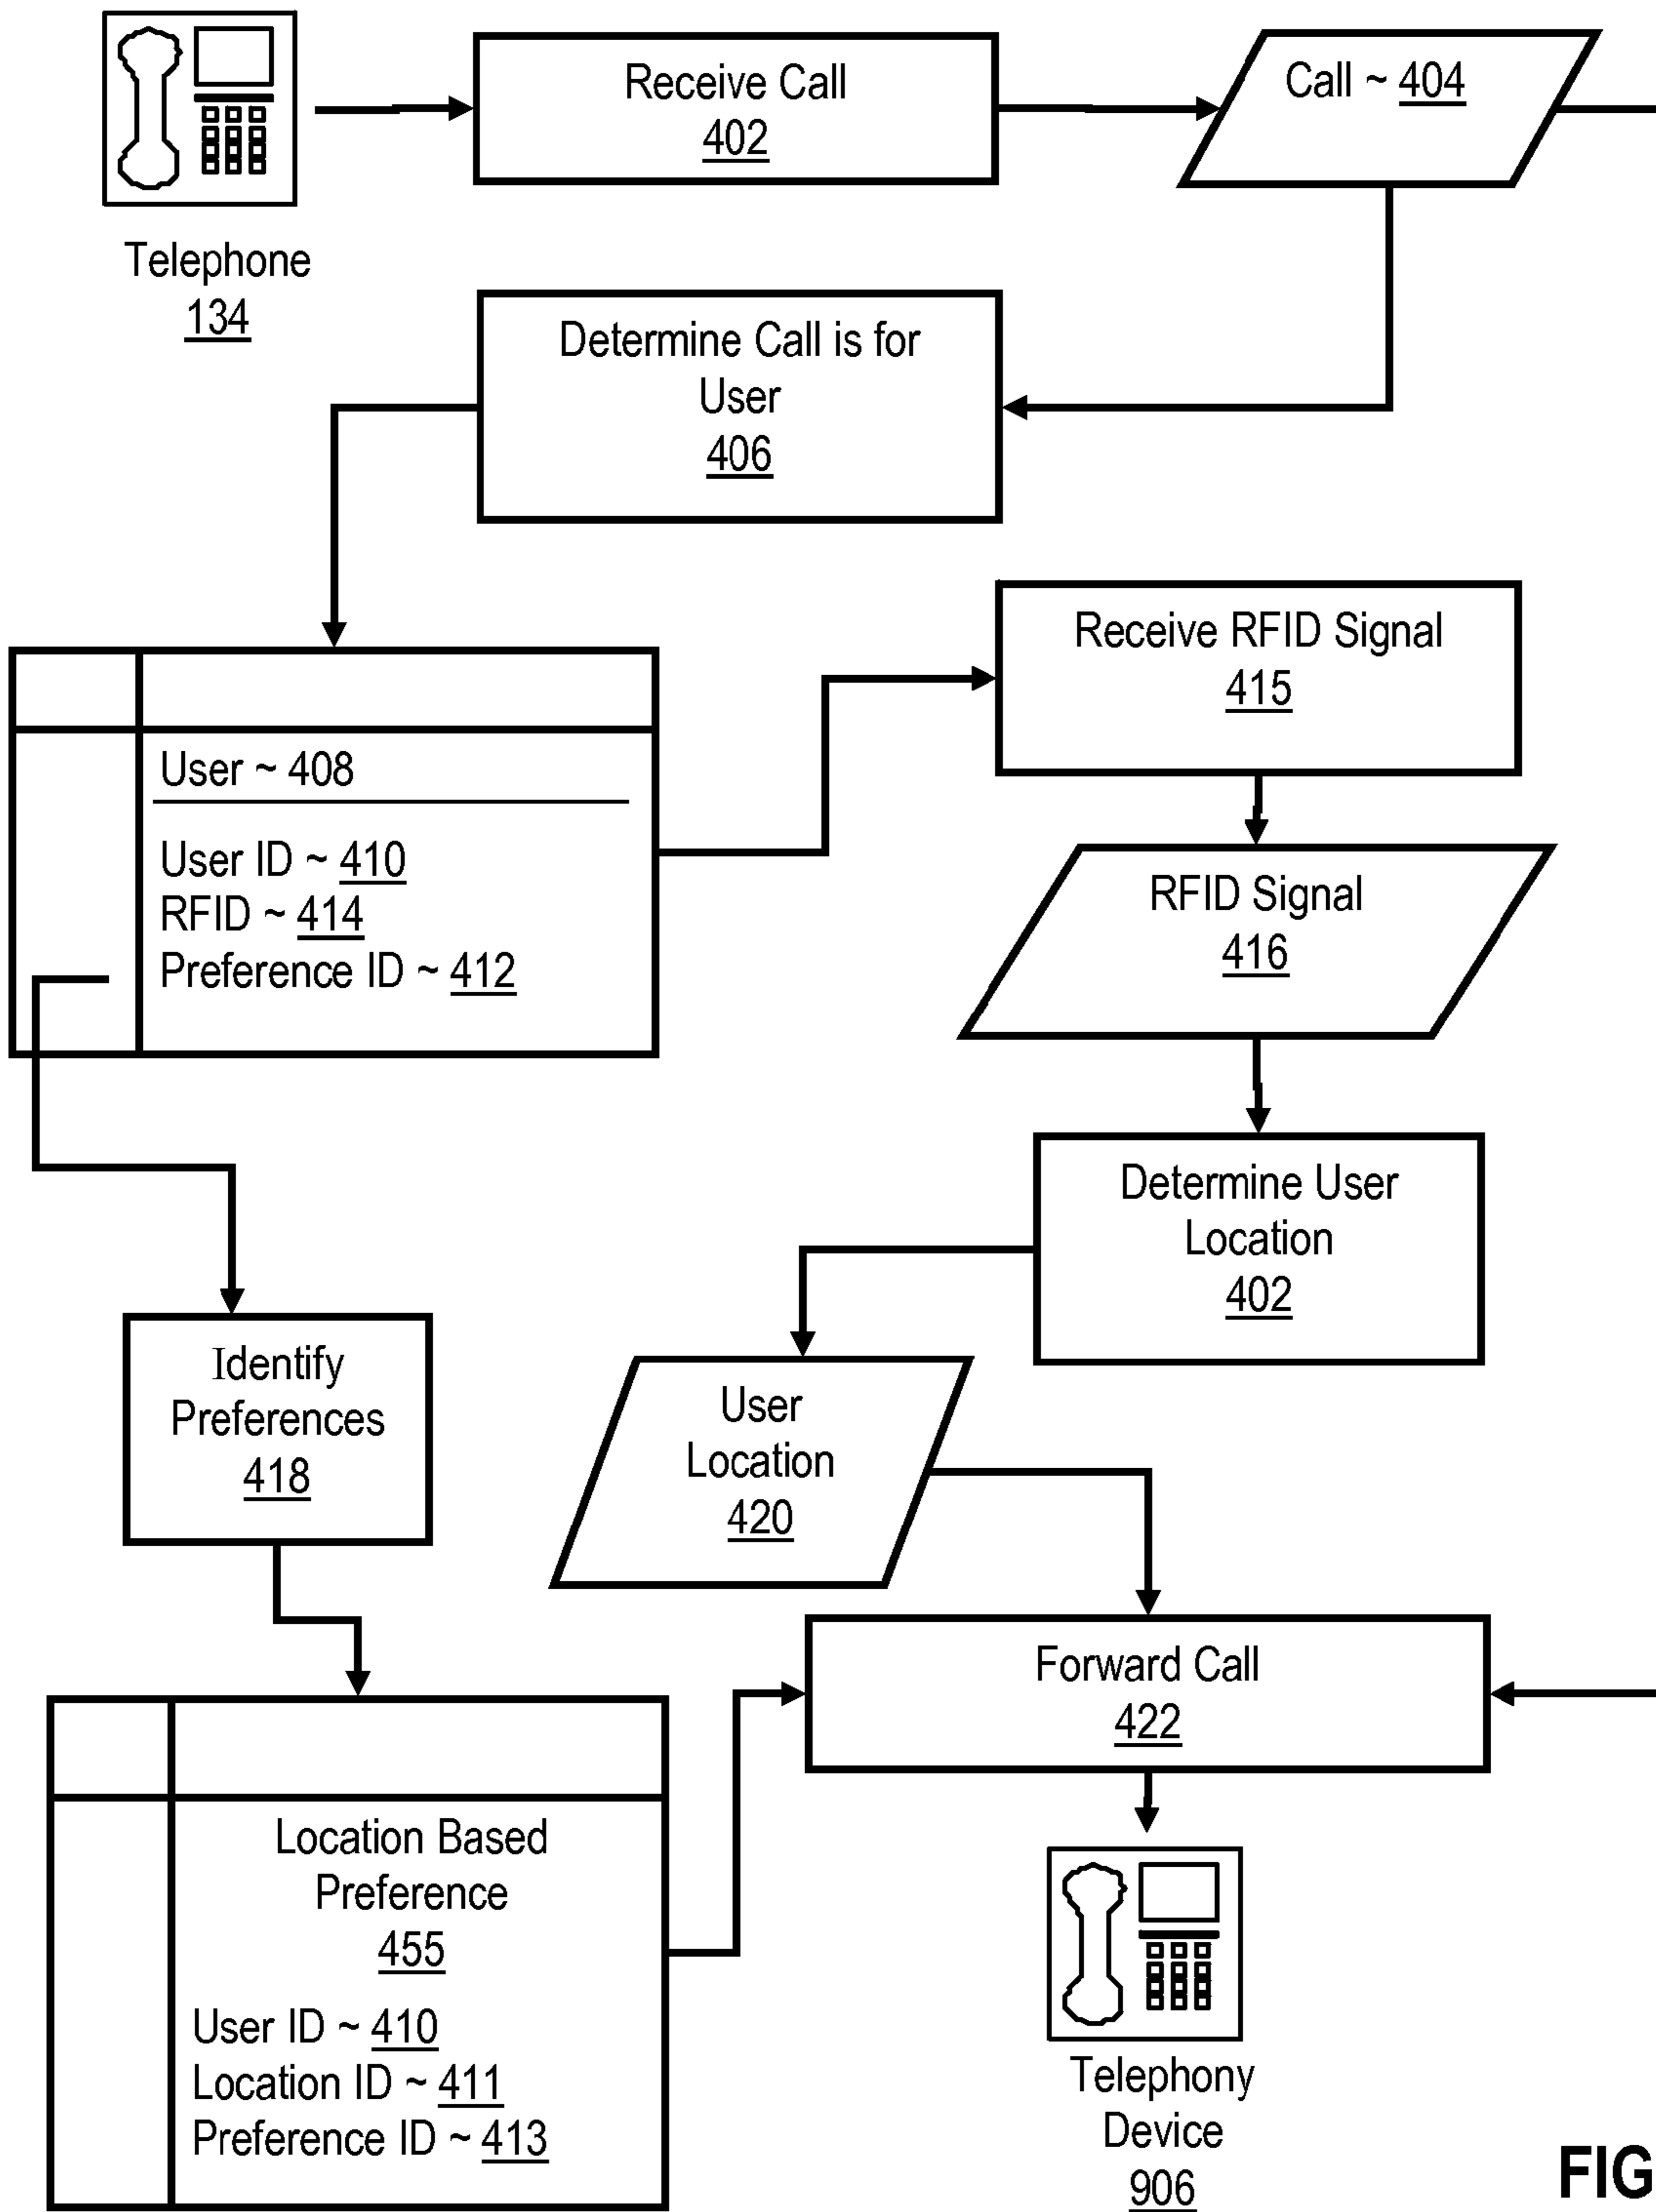 Receive Call
402
Call ~ 404
Telephone
134
Determine Call is for
User
406
Receive RFID Signal
415
User ~ 408
User ID ~ 410
RFID ~ 414
Preference ID ~ 412
RFID Signal
416
Determine User
Location
402
Identify
Preferences
418
User
Location
420
Forward Call
422
Location Based
Preference
455
User ID ~ 410
Location ID ~ 411
Preference ID ~ 413
Telephony
Device
906
FIG